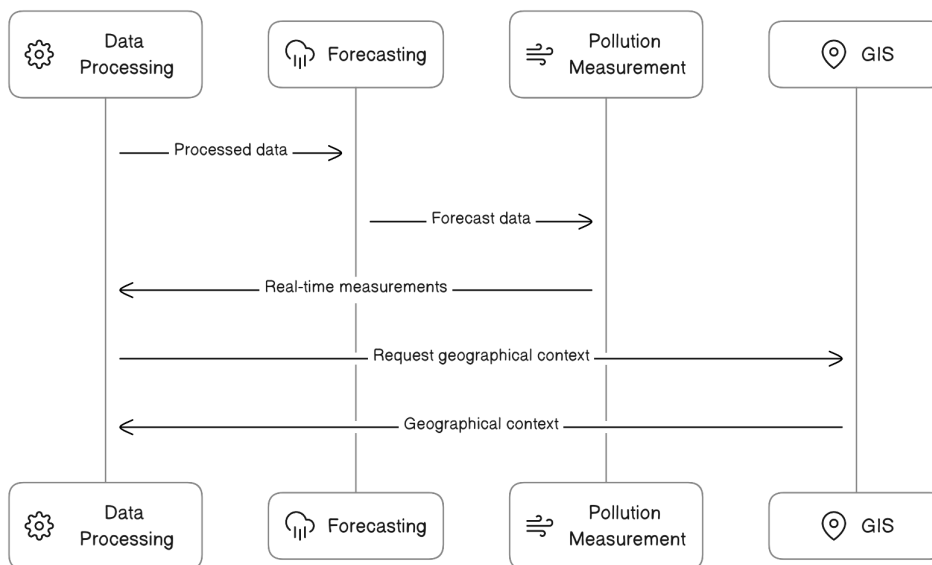 Data
Processing
Forecasting
Pollution
Measurement
GIS
Processed data
Forecast data
Real-time measurements
Request geographical context
Geographical context
Data
Processing
Forecasting
Pollution
Measurement
GIS